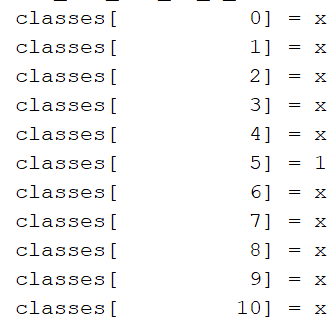 classes[          0] = x
classes[          1] = x
classes[          2] = x
classes[          3] = x
classes[          4] = x
classes[          5] = 1
classes[          6] = x
classes[          7] = x
classes[          8] = x
classes[          9] = x
classes[         10] = x